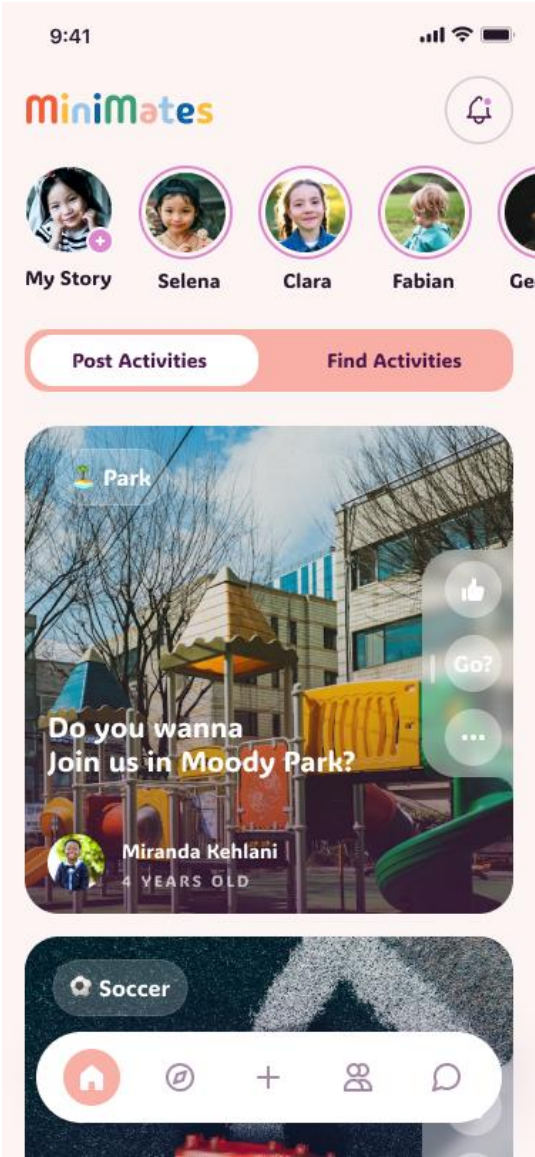 9:41
MiniMates
My Story
Selena
Clara
Fabian
Post Activities
Find Activities
Park
Go?
Do you wanna
Join us in Moody Park?
Miranda Kehlani
4 YEARS OLD
Soccer